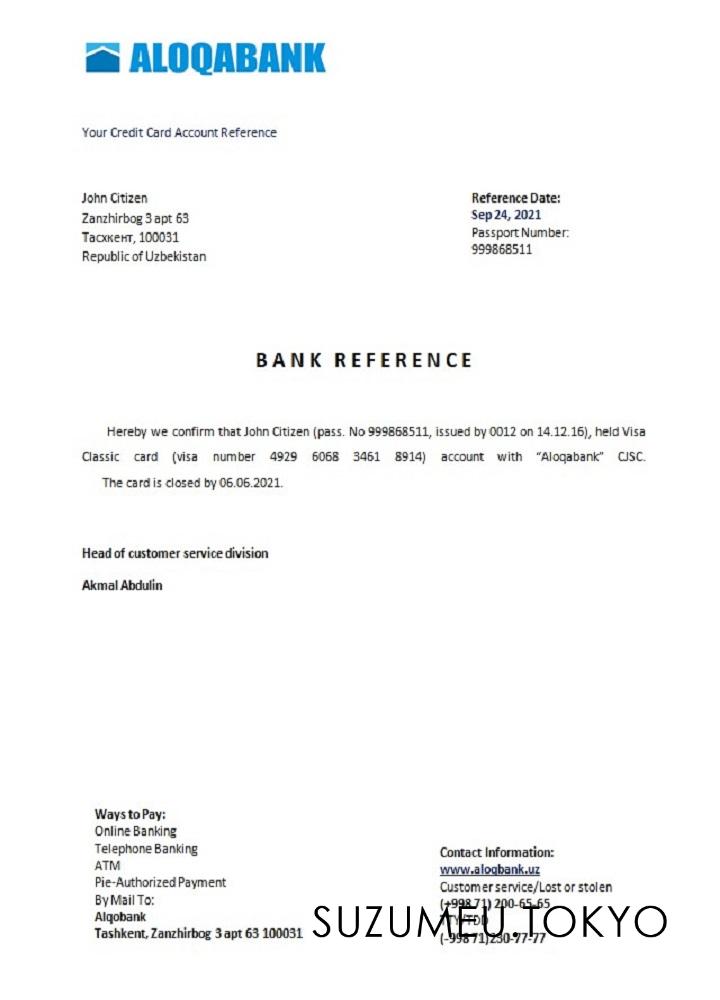 ALOQABANK
Your Credit Card Account Reference
John Citizen
Zanzhirbog 3 apt 63
Тасхкент, 100031
Republic of Uzbekistan
Reference Date:
Sep 24, 2021
Passport Number:
999868511
BANK REFERENCE
Hereby we confirm that John Citizen (pass. No 999868511, issued by 0012 on 14.12.16), held Visa
Classic card (visa number 4929 6068 3461 8914) account with "Aloqabank" CJSC.
The card is closed by 06.06.2021.
Head of customer service division
Akmal Abdulin
Ways to Pay:
Online Banking
Telephone Banking
ATM
Pie-Authorized Payment
By Mail To:
Alqobank
Tashkent, Zanzhirbog 3 apt 63 100031
Contact Information:
www.aloqbank.uz
Customer service/Lost or stolen
(+998 71) 200-65-65
TTY/TDD
(-998 71)230-77-77
SUZUMEU.TOKYO